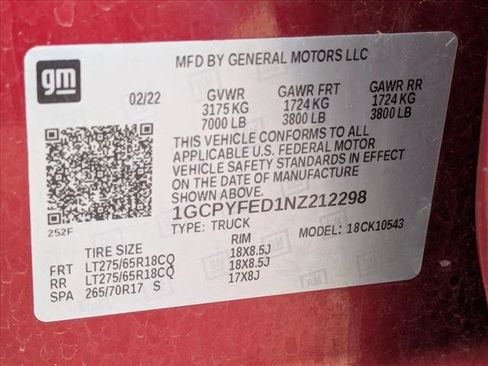 gm
MFD BY GENERAL MOTORS LLC
02/22 GVWR GAWR FRT GAWR RR
3175 KG 1724 KG 1724 KG
7000 LB 3800 LB 3800 LB
THIS VEHICLE CONFORMS TO ALL
APPLICABLE U.S. FEDERAL MOTOR
VEHICLE SAFETY STANDARDS IN EFFECT
ON THE DATE OF MANUFACTURE
SHOWN ABOVE.
1GCPYFED1NZ212298
252F TYPE: TRUCK MODEL: 18CK10543
TIRE SIZE RIM
FRT LT275/65R18CQ 18X8.5J
RR LT275/65R18CQ 18X8.5J
SPA 265/70R17 S 17X8J